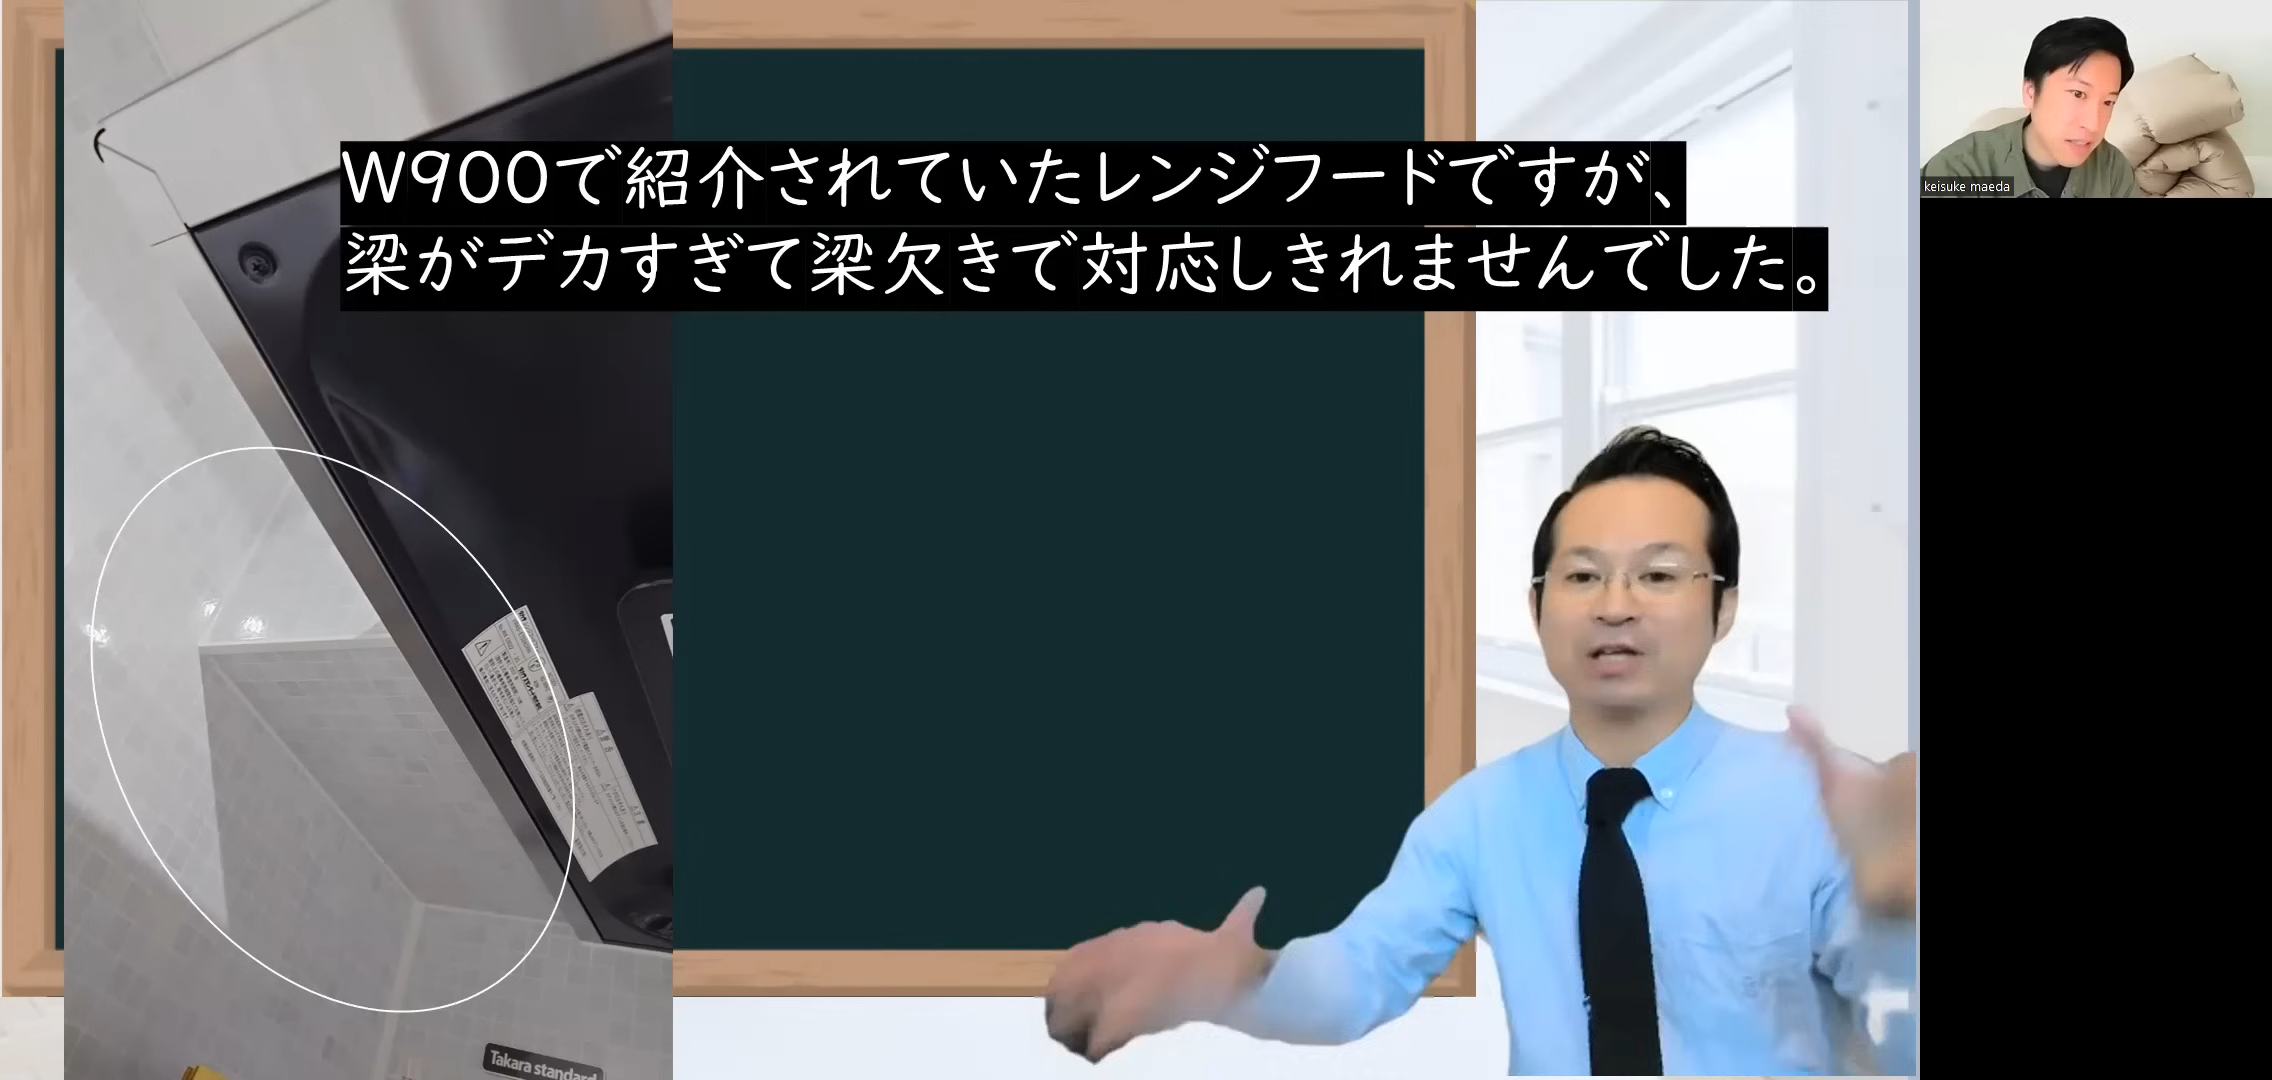 W900で紹介されていたレンジフードですが、
梁がデカすぎて梁欠きで対応しきれませんでした。
keisuke maeda
Takara standard